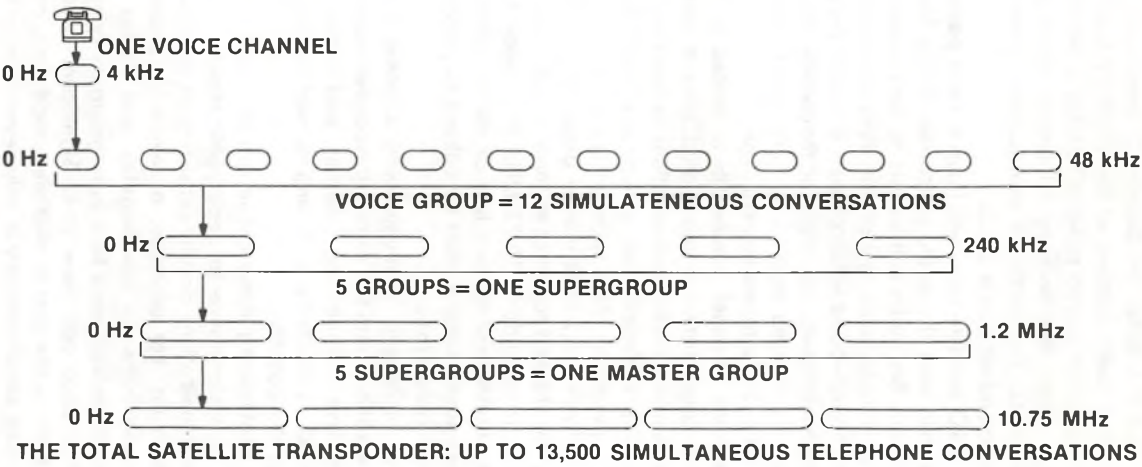 ONE VOICE CHANNEL
0 Hz 4 kHz
0 Hz 48 kHz
VOICE GROUP = 12 SIMULATENEOUS CONVERSATIONS
0 Hz 240 kHz
5 GROUPS = ONE SUPERGROUP
0 Hz 1.2 MHz
5 SUPERGROUPS = ONE MASTER GROUP
0 Hz 10.75 MHz
THE TOTAL SATELLITE TRANSPONDER: UP TO 13,500 SIMULTANEOUS TELEPHONE CONVERSATIONS